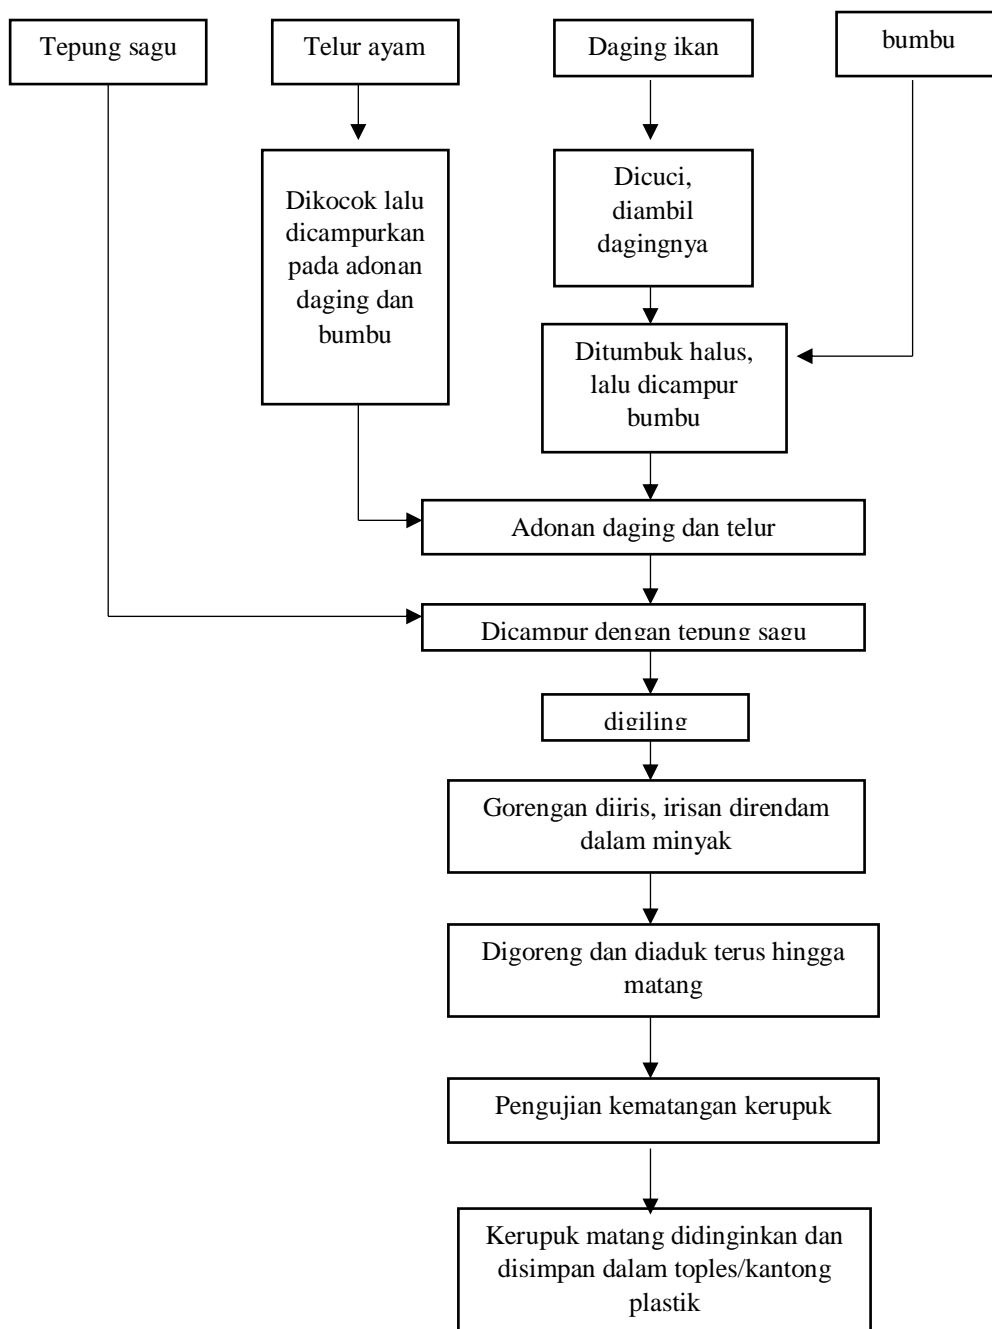 Tepung sagu
Telur ayam
Daging ikan
bumbu
Dikocok lalu
dicampurkan
pada adonan
daging dan
bumbu
Dicuci,
diambil
dagingnya
Ditumbuk halus,
lalu dicampur
bumbu
Adonan daging dan telur
Dicampur dengan tepung sagu
digiling
Gorengan diiris, irisan direndam
dalam minyak
Digoreng dan diaduk terus hingga
matang
Pengujian kematangan kerupuk
Kerupuk matang didinginkan dan
disimpan dalam toples/kantong
plastik